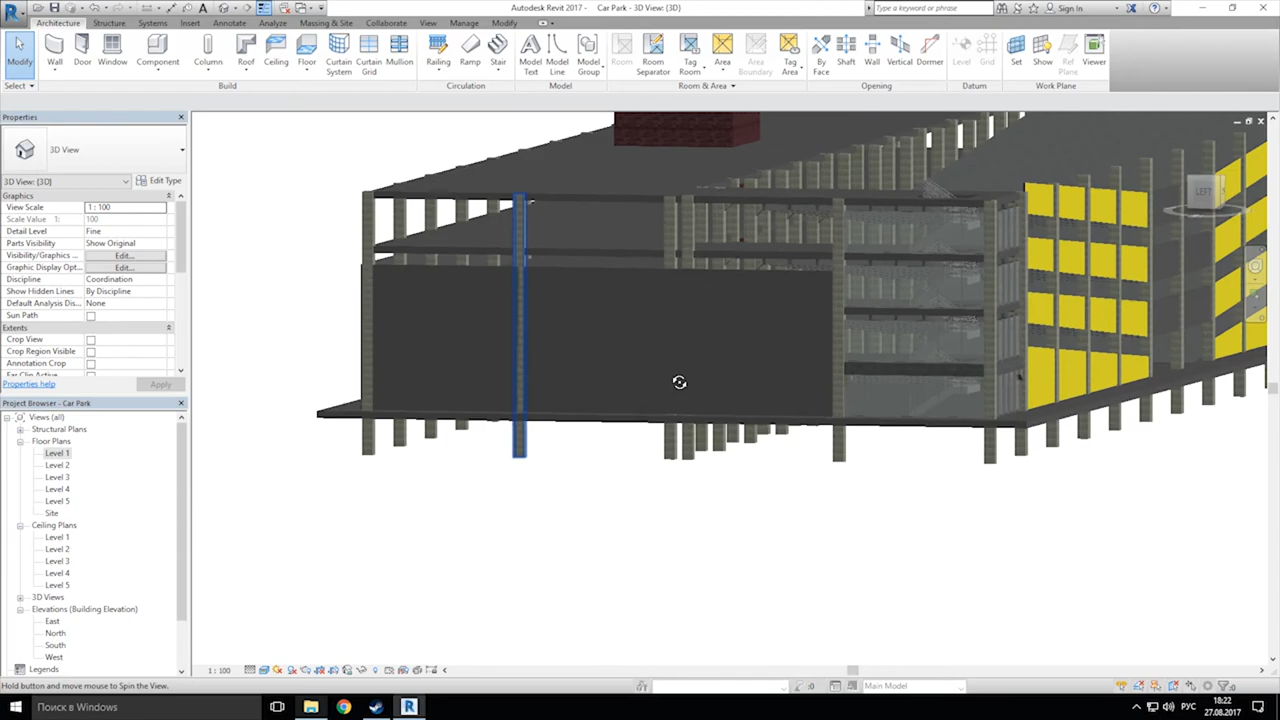 Autodesk Revit 2017 - Car Park - 3D View: {3D}
Type a keyword or phrase
Sign In
Architecture Structure Systems Insert Annotate Analyze Massing & Site Collaborate View Manage Modify
Modify Wall Door Window Component Column Roof Ceiling Floor Curtain System Curtain Grid Mullion Railing Ramp Stair Model Text Model Line Model Group Room Room Separator Tag Room Area Area Boundary Tag Area By Face Shaft Wall Vertical Dormer Level Grid Set Show Ref Plane Viewer
Select Build Circulation Model Room & Area Opening Datum Work Plane
Properties
3D View
3D View: {3D} Edit Type
Graphics
View Scale 1 : 100
Scale Value 1: 100
Detail Level Fine
Parts Visibility Show Original
Visibility/Graphics ... Edit...
Graphic Display Opt... Edit...
Discipline Coordination
Show Hidden Lines By Discipline
Default Analysis Dis... None
Sun Path
Extents
Crop View
Crop Region Visible
Annotation Crop
Far Clip Active
Properties help Apply
Project Browser - Car Park
Views (all)
Structural Plans
Floor Plans
Level 1
Level 2
Level 3
Level 4
Level 5
Site
Ceiling Plans
Level 1
Level 2
Level 3
Level 4
Level 5
3D Views
Elevations (Building Elevation)
East
North
South
West
Legends
LEFT
1 : 100
Hold button and move mouse to Spin the View.
:0
Main Model
:0
Поиск в Windows
РУС
18:22
27.08.2017